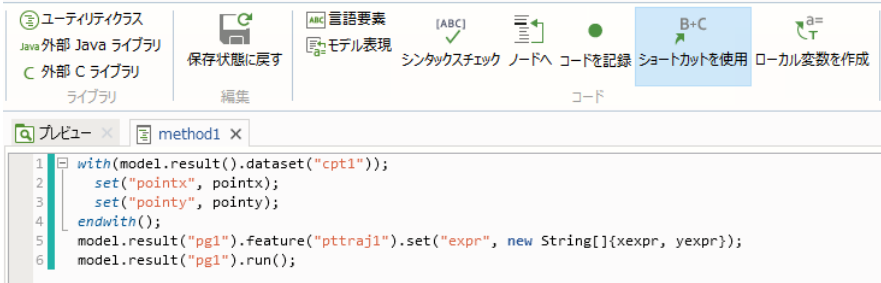 ユーティリティクラス
Java 外部 Java ライブラリ
C 外部 C ライブラリ
ライブラリ
保存状態に戻す
編集
ABC 言語要素
モデル表現
[ABC]
シンタックスチェック
ノードへ
コードを記録
B+C
ショートカットを使用
a=
T
ローカル変数を作成
コード
プレビュー ×
method1 ×
1 with(model.result().dataset("cpt1"));
2 set("pointx", pointx);
3 set("pointy", pointy);
4 endwith();
5 model.result("pg1").feature("pttraj1").set("expr", new String[]{xexpr, yexpr});
6 model.result("pg1").run();